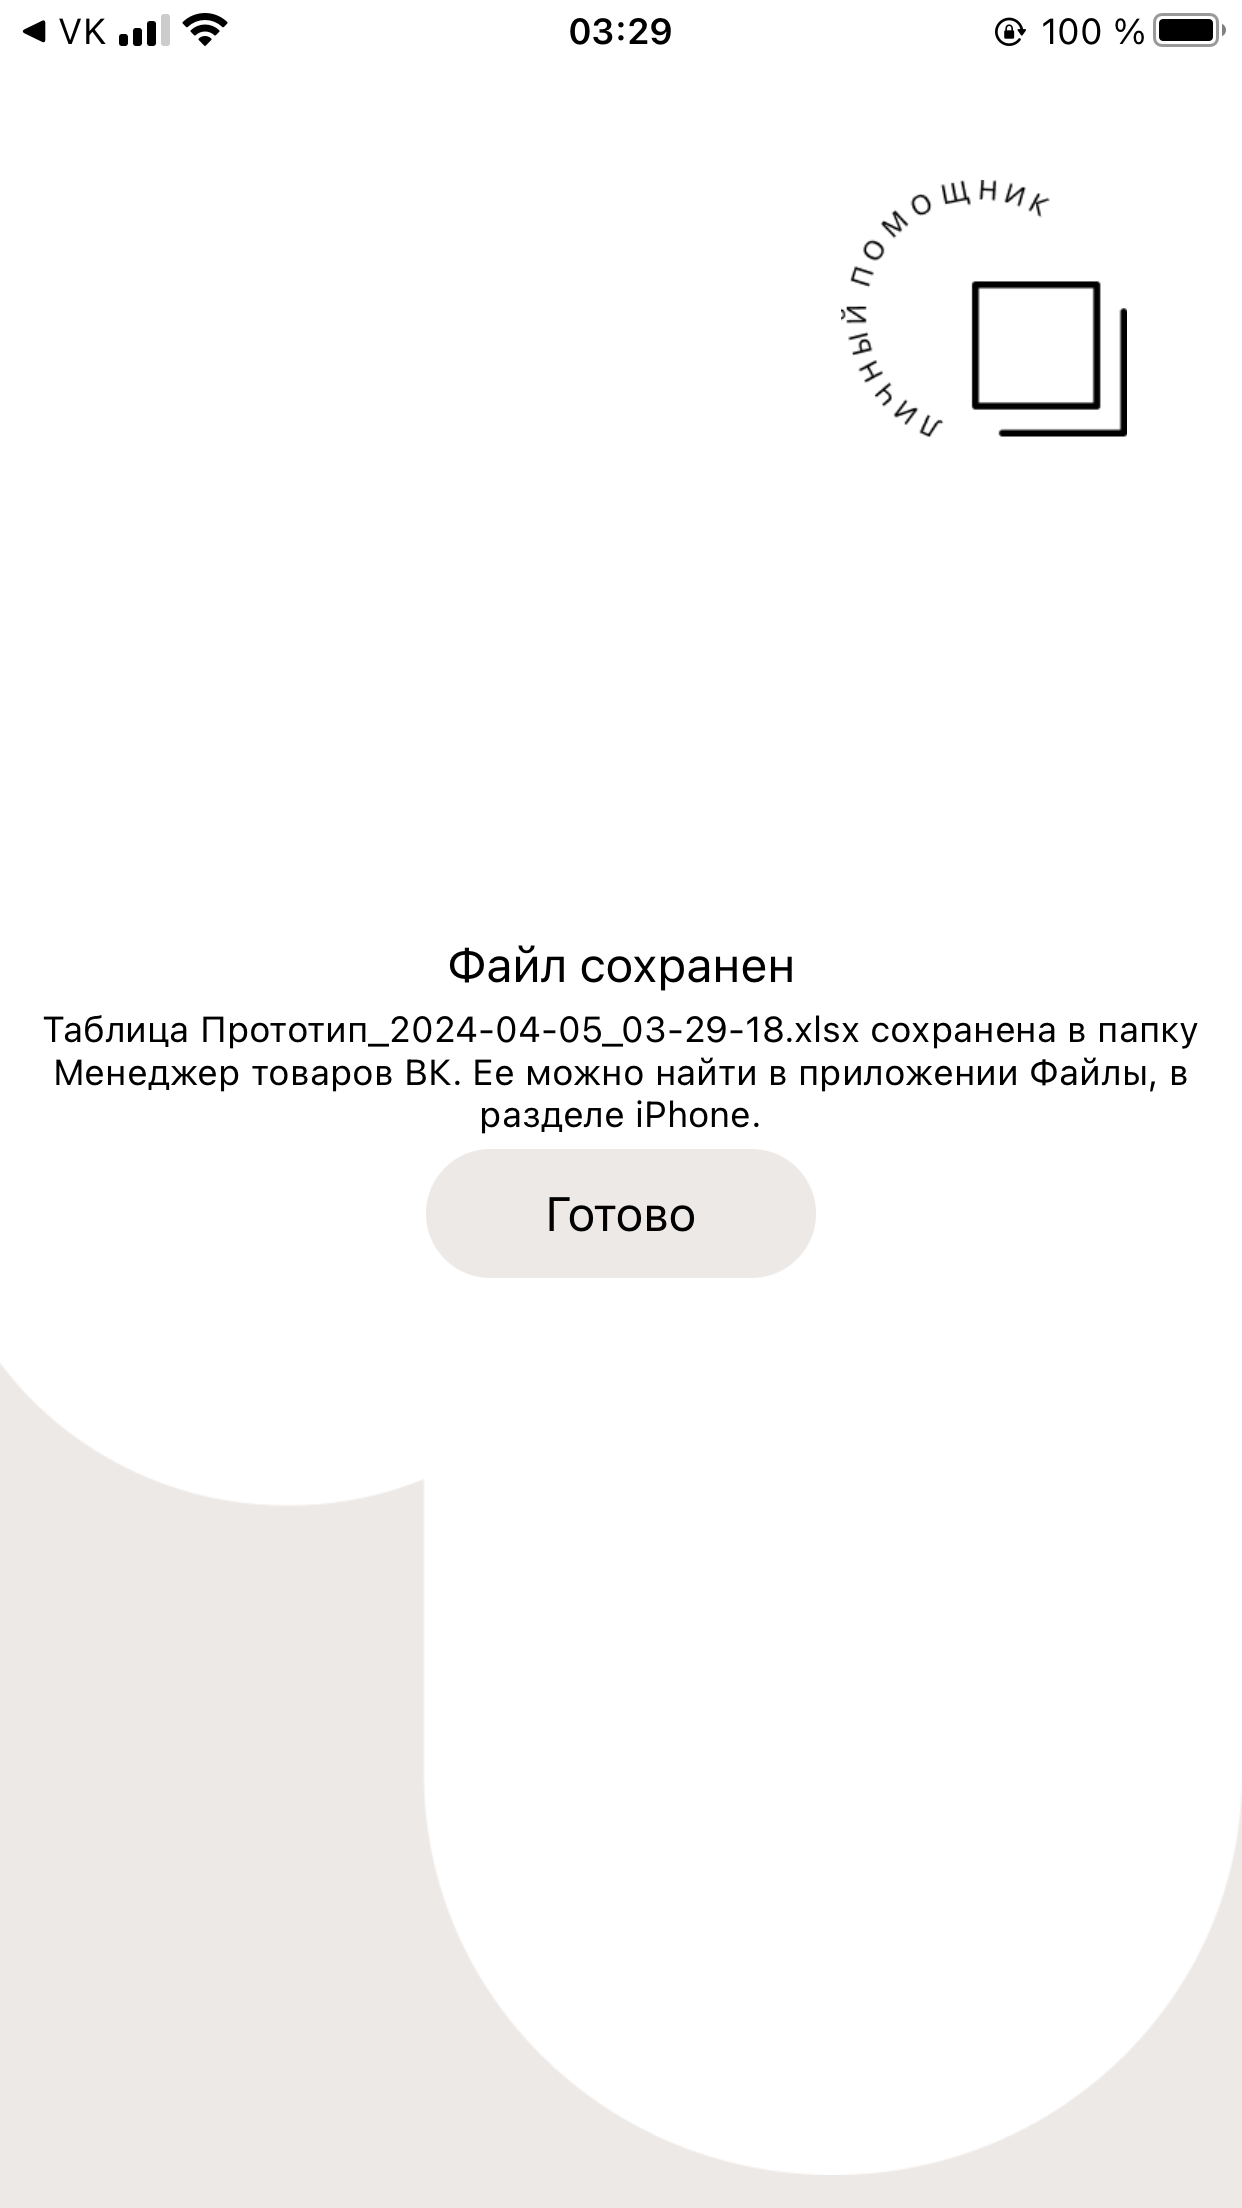 VK
03:29
100 %
ЛИЧНЫЙ ПОМОЩНИК
Файл сохранен
Таблица Прототип_2024-04-05_03-29-18.xlsx сохранена в папку
Менеджер товаров ВК. Ее можно найти в приложении Файлы, в
разделе iPhone.
Готово